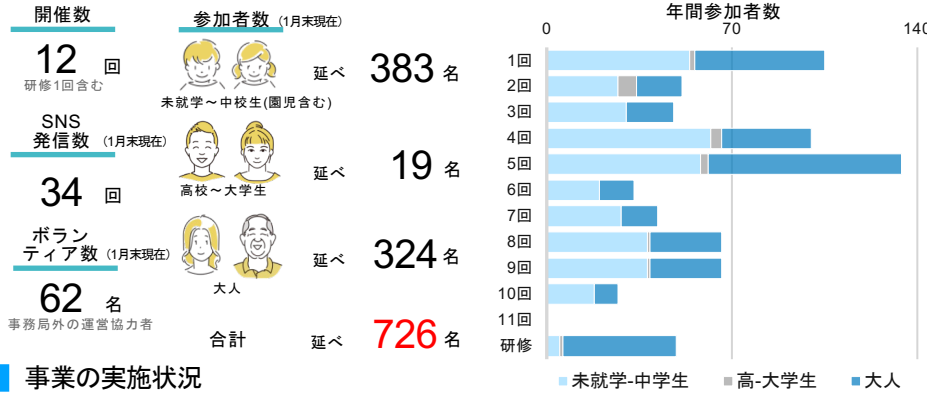 開催数
12 回
研修1回含む
SNS
発信数 (1月末現在)
34 回
ボラン
ティア数 (1月末現在)
62 名
事務局外の運営協力者
参加者数 (1月末現在)
延べ 383 名
未就学～中校生(園児含む)
延べ 19 名
高校～大学生
延べ 324 名
大人
合計 延べ 726 名
年間参加者数
0 70 140
1回
2回
3回
4回
5回
6回
7回
8回
9回
10回
11回
研修
未就学-中学生 高-大学生 大人
事業の実施状況